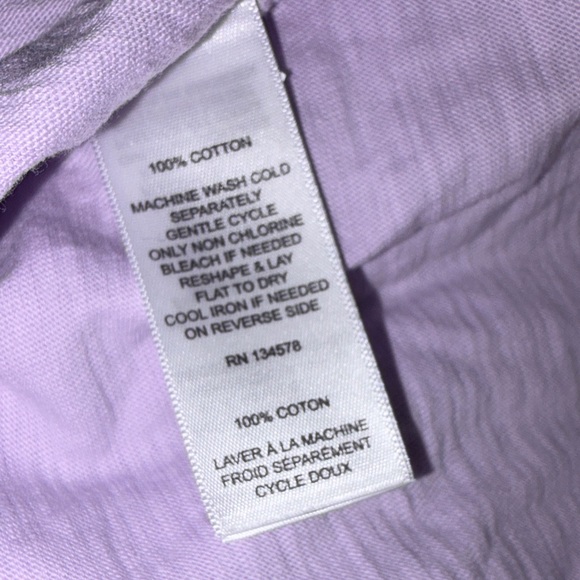 100% COTTON
MACHINE WASH COLD
SEPARATELY
GENTLE CYCLE
ONLY NON CHLORINE
BLEACH IF NEEDED
RESHAPE & LAY
FLAT TO DRY
COOL IRON IF NEEDED
ON REVERSE SIDE
RN 134578
100% COTON
LAVER À LA MACHINE
FROID SÉPARÉMENT
CYCLE DOUX